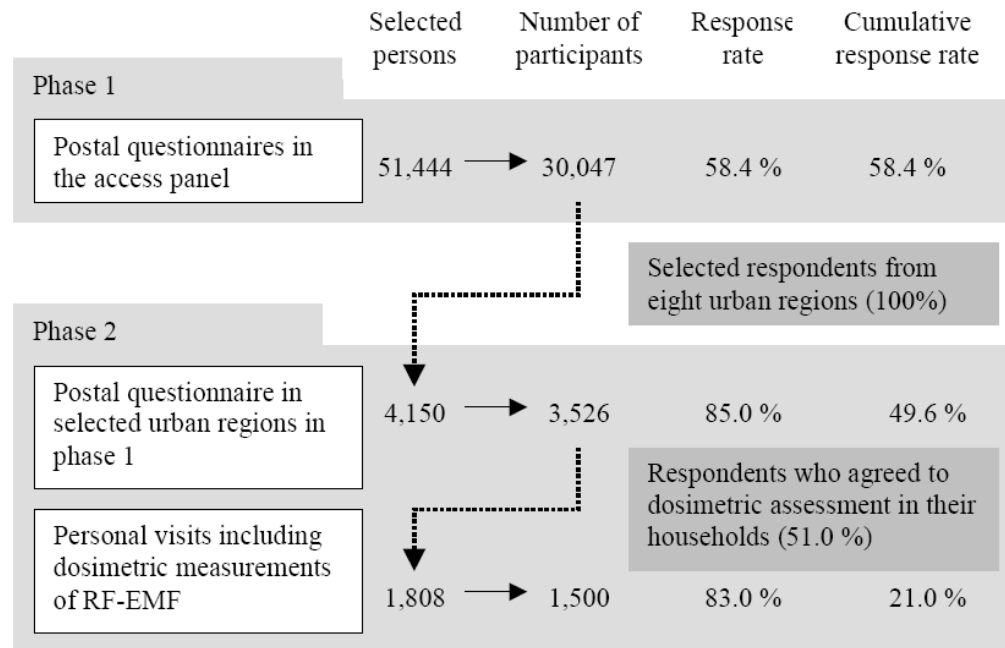 Selected persons
Number of participants
Response rate
Cumulative response rate
Phase 1
Postal questionnaires in
the access panel
51,444 30,047 58.4 % 58.4 %
Selected respondents from
eight urban regions (100%)
Phase 2
Postal questionnaire in
selected urban regions in
phase 1
4,150 3,526 85.0 % 49.6 %
Respondents who agreed to
dosimetric assessment in their
households (51.0 %)
Personal visits including
dosimetric measurements
of RF-EMF
1,808 1,500 83.0 % 21.0 %